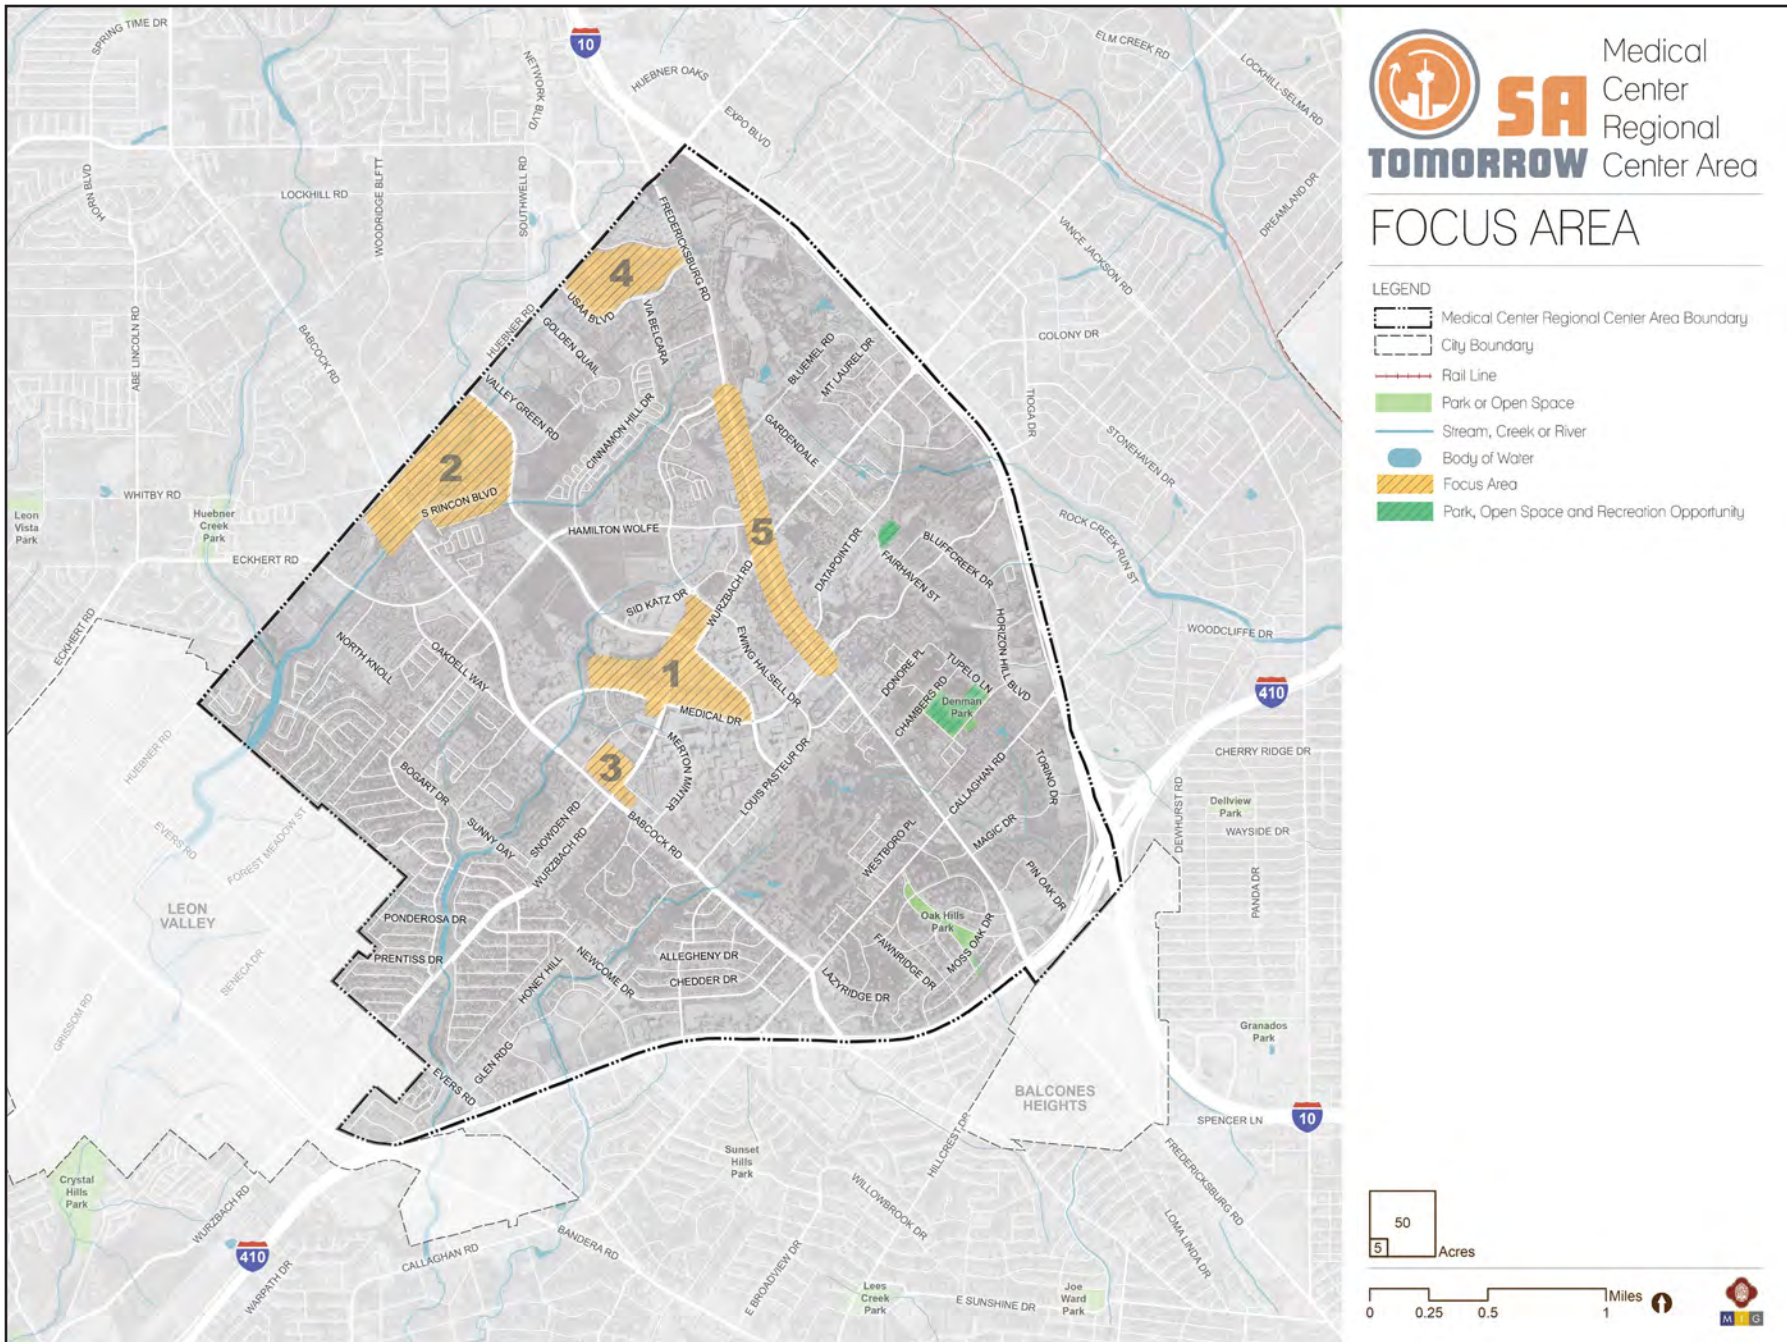 SA
TOMORROW
Medical
Center
Regional
Center Area
FOCUS AREA
LEGEND
Medical Center Regional Center Area Boundary
City Boundary
Rail Line
Park or Open Space
Stream, Creek or River
Body of Water
Focus Area
Park, Open Space and Recreation Opportunity
50
5
Acres
0
0.25
0.5
1
Miles
M I G
SPRING TIME DR
10
NETWORK BLVD
HUEBNER OAKS
EXPO BLVD
ELM CREEK RD
LOCKHILL-SELMA RD
HORN BLVD
LOCKHILL RD
WOODRIDGE BLFTT
SOUTHWELL RD
FREDERICKSBURG RD
DREAMLAND DR
VANCE JACKSON RD
4
USAA BLVD
VIA BELCARA
HUEBNER RD
GOLDEN QUAIL
ABE LINCOLN RD
BABCOCK RD
BLUEMEL RD
MT LAUREL DR
COLONY DR
VALLEY GREEN RD
CINNAMON HILL DR
GARDENDALE
TIOGA DR
STONEHAVEN DR
2
S RINCON BLVD
WHITBY RD
Leon
Vista
Park
Huebner
Creek
Park
HAMILTON WOLFE
5
ECKHERT RD
DATAPOINT DR
BLUFFCREEK DR
FAIRHAVEN ST
ROCK CREEK RUN ST
WURZBACH RD
SID KATZ DR
ECKHERT RD
NORTH KNOLL
OAKDELL WAY
EWING HALSELL DR
HORIZON HILL BLVD
WOODCLIFFE DR
1
DONORE PL
TUPELO LN
CHAMBERS RD
Denman
Park
410
MEDICAL DR
3
MERTON MINTER
LOUIS PASTEUR DR
CALLAGHAN RD
TORINO DR
CHERRY RIDGE DR
HUEBNER RD
BOGART DR
DEWHURST RD
Dellview
Park
WAYSIDE DR
EVERS RD
FOREST MEADOW ST
SUNNY DAY
SNOWDEN RD
WURZBACH RD
BABCOCK RD
WESTBORO PL
MAGIC DR
PIN OAK DR
PANDA DR
LEON
VALLEY
PONDEROSA DR
Oak Hills
Park
MOSS OAK DR
FAWNRIDGE DR
PRENTISS DR
SENECA DR
HONEY HILL
NEWCOME DR
ALLEGHENY DR
CHEDDER DR
LAZYRIDGE DR
GRISSOM RD
GLEN RDG
EVERS RD
Granados
Park
BALCONES
HEIGHTS
10
SPENCER LN
HILLCREST DR
FREDERICKSBURG RD
Sunset
Hills
Park
Crystal
Hills
Park
WURZBACH RD
WILLOWBROOK DR
LOMA LINDA DR
410
CALLAGHAN RD
BANDERA RD
WARPATH DR
E BROADVIEW DR
Lees
Creek
Park
E SUNSHINE DR
Joe
Ward
Park